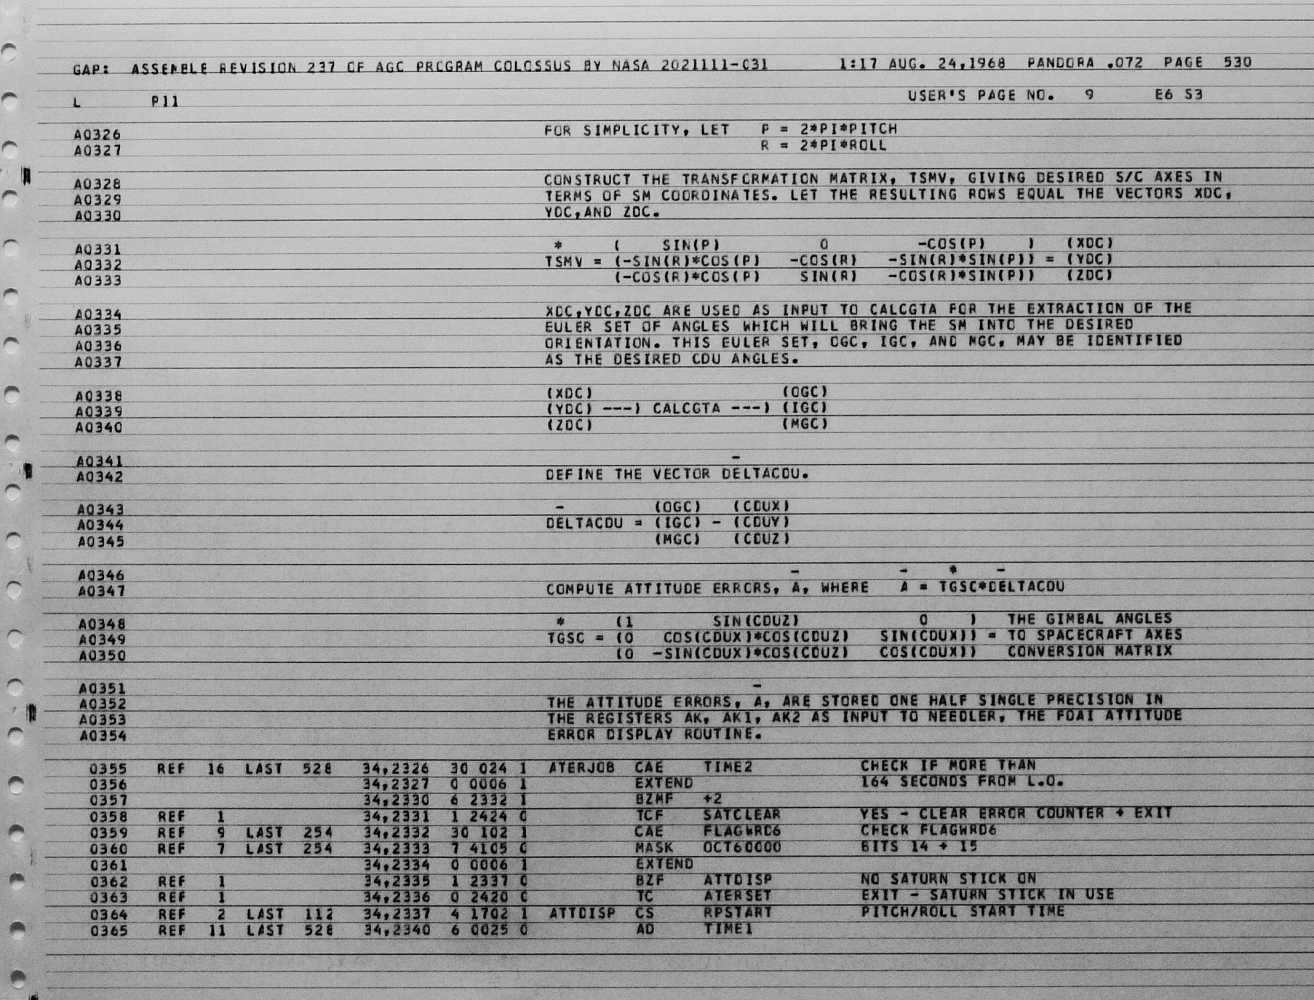 GAP: ASSEMBLE REVISION 237 OF AGC PROGRAM COLOSSUS BY NASA 2021111-031 1:17 AUG. 24,1968 PANDORA .072 PAGE 530
L P11 USER'S PAGE NO. 9 E6 S3
A0326 FOR SIMPLICITY, LET P = 2*PI*PITCH
A0327 R = 2*PI*ROLL
A0328 CONSTRUCT THE TRANSFORMATION MATRIX, TSMV, GIVING DESIRED S/C AXES IN
A0329 TERMS OF SM COORDINATES. LET THE RESULTING ROWS EQUAL THE VECTORS XDC,
A0330 YDC,AND ZDC.
A0331 * ( SIN(P) 0 -COS(P) ) (XDC)
A0332 TSMV = (-SIN(R)*COS(P) -COS(R) -SIN(R)*SIN(P)) = (YDC)
A0333 (-COS(R)*COS(P) SIN(R) -COS(R)*SIN(P)) (ZDC)
A0334 XDC,YDC,ZDC ARE USED AS INPUT TO CALCGTA FOR THE EXTRACTION OF THE
A0335 EULER SET OF ANGLES WHICH WILL BRING THE SM INTO THE DESIRED
A0336 ORIENTATION. THIS EULER SET, OGC, IGC, AND MGC, MAY BE IDENTIFIED
A0337 AS THE DESIRED CDU ANGLES.
A0338 (XDC) (OGC)
A0339 (YDC) ---) CALCGTA ---) (IGC)
A0340 (ZDC) (MGC)
A0341 -
A0342 DEFINE THE VECTOR DELTACDU.
A0343 - (OGC) (CDUX)
A0344 DELTACDU = (IGC) - (CDUY)
A0345 (MGC) (CDUZ)
A0346 - - * -
A0347 COMPUTE ATTITUDE ERRORS, A, WHERE A = TGSC*DELTACDU
A0348 * (1 SIN(CDUZ) 0 ) THE GIMBAL ANGLES
A0349 TGSC = (0 COS(CDUX)*COS(CDUZ) SIN(CDUX)) = TO SPACECRAFT AXES
A0350 (0 -SIN(CDUX)*COS(CDUZ) COS(CDUX)) CONVERSION MATRIX
A0351 -
A0352 THE ATTITUDE ERRORS, A, ARE STORED ONE HALF SINGLE PRECISION IN
A0353 THE REGISTERS AK, AK1, AK2 AS INPUT TO NEEDLER, THE FDAI ATTITUDE
A0354 ERROR DISPLAY ROUTINE.
0355 REF 16 LAST 528 34,2326 30 024 1 ATERJOB CAE TIME2 CHECK IF MORE THAN
0356 34,2327 0 0006 1 EXTEND 164 SECONDS FROM L.O.
0357 34,2330 6 2332 1 BZMF +2
0358 REF 1 34,2331 1 2424 0 TCF SATCLEAR YES - CLEAR ERROR COUNTER + EXIT
0359 REF 9 LAST 254 34,2332 30 102 1 CAE FLAGWRD6 CHECK FLAGWRD6
0360 REF 7 LAST 254 34,2333 7 4105 0 MASK OCT60000 BITS 14 + 15
0361 34,2334 0 0006 1 EXTEND
0362 REF 1 34,2335 1 2337 0 BZF ATTDISP NO SATURN STICK ON
0363 REF 1 34,2336 0 2420 0 TC ATERSET EXIT - SATURN STICK IN USE
0364 REF 2 LAST 112 34,2337 4 1702 1 ATTDISP CS RPSTART PITCH/ROLL START TIME
0365 REF 11 LAST 528 34,2340 6 0025 0 AD TIME1